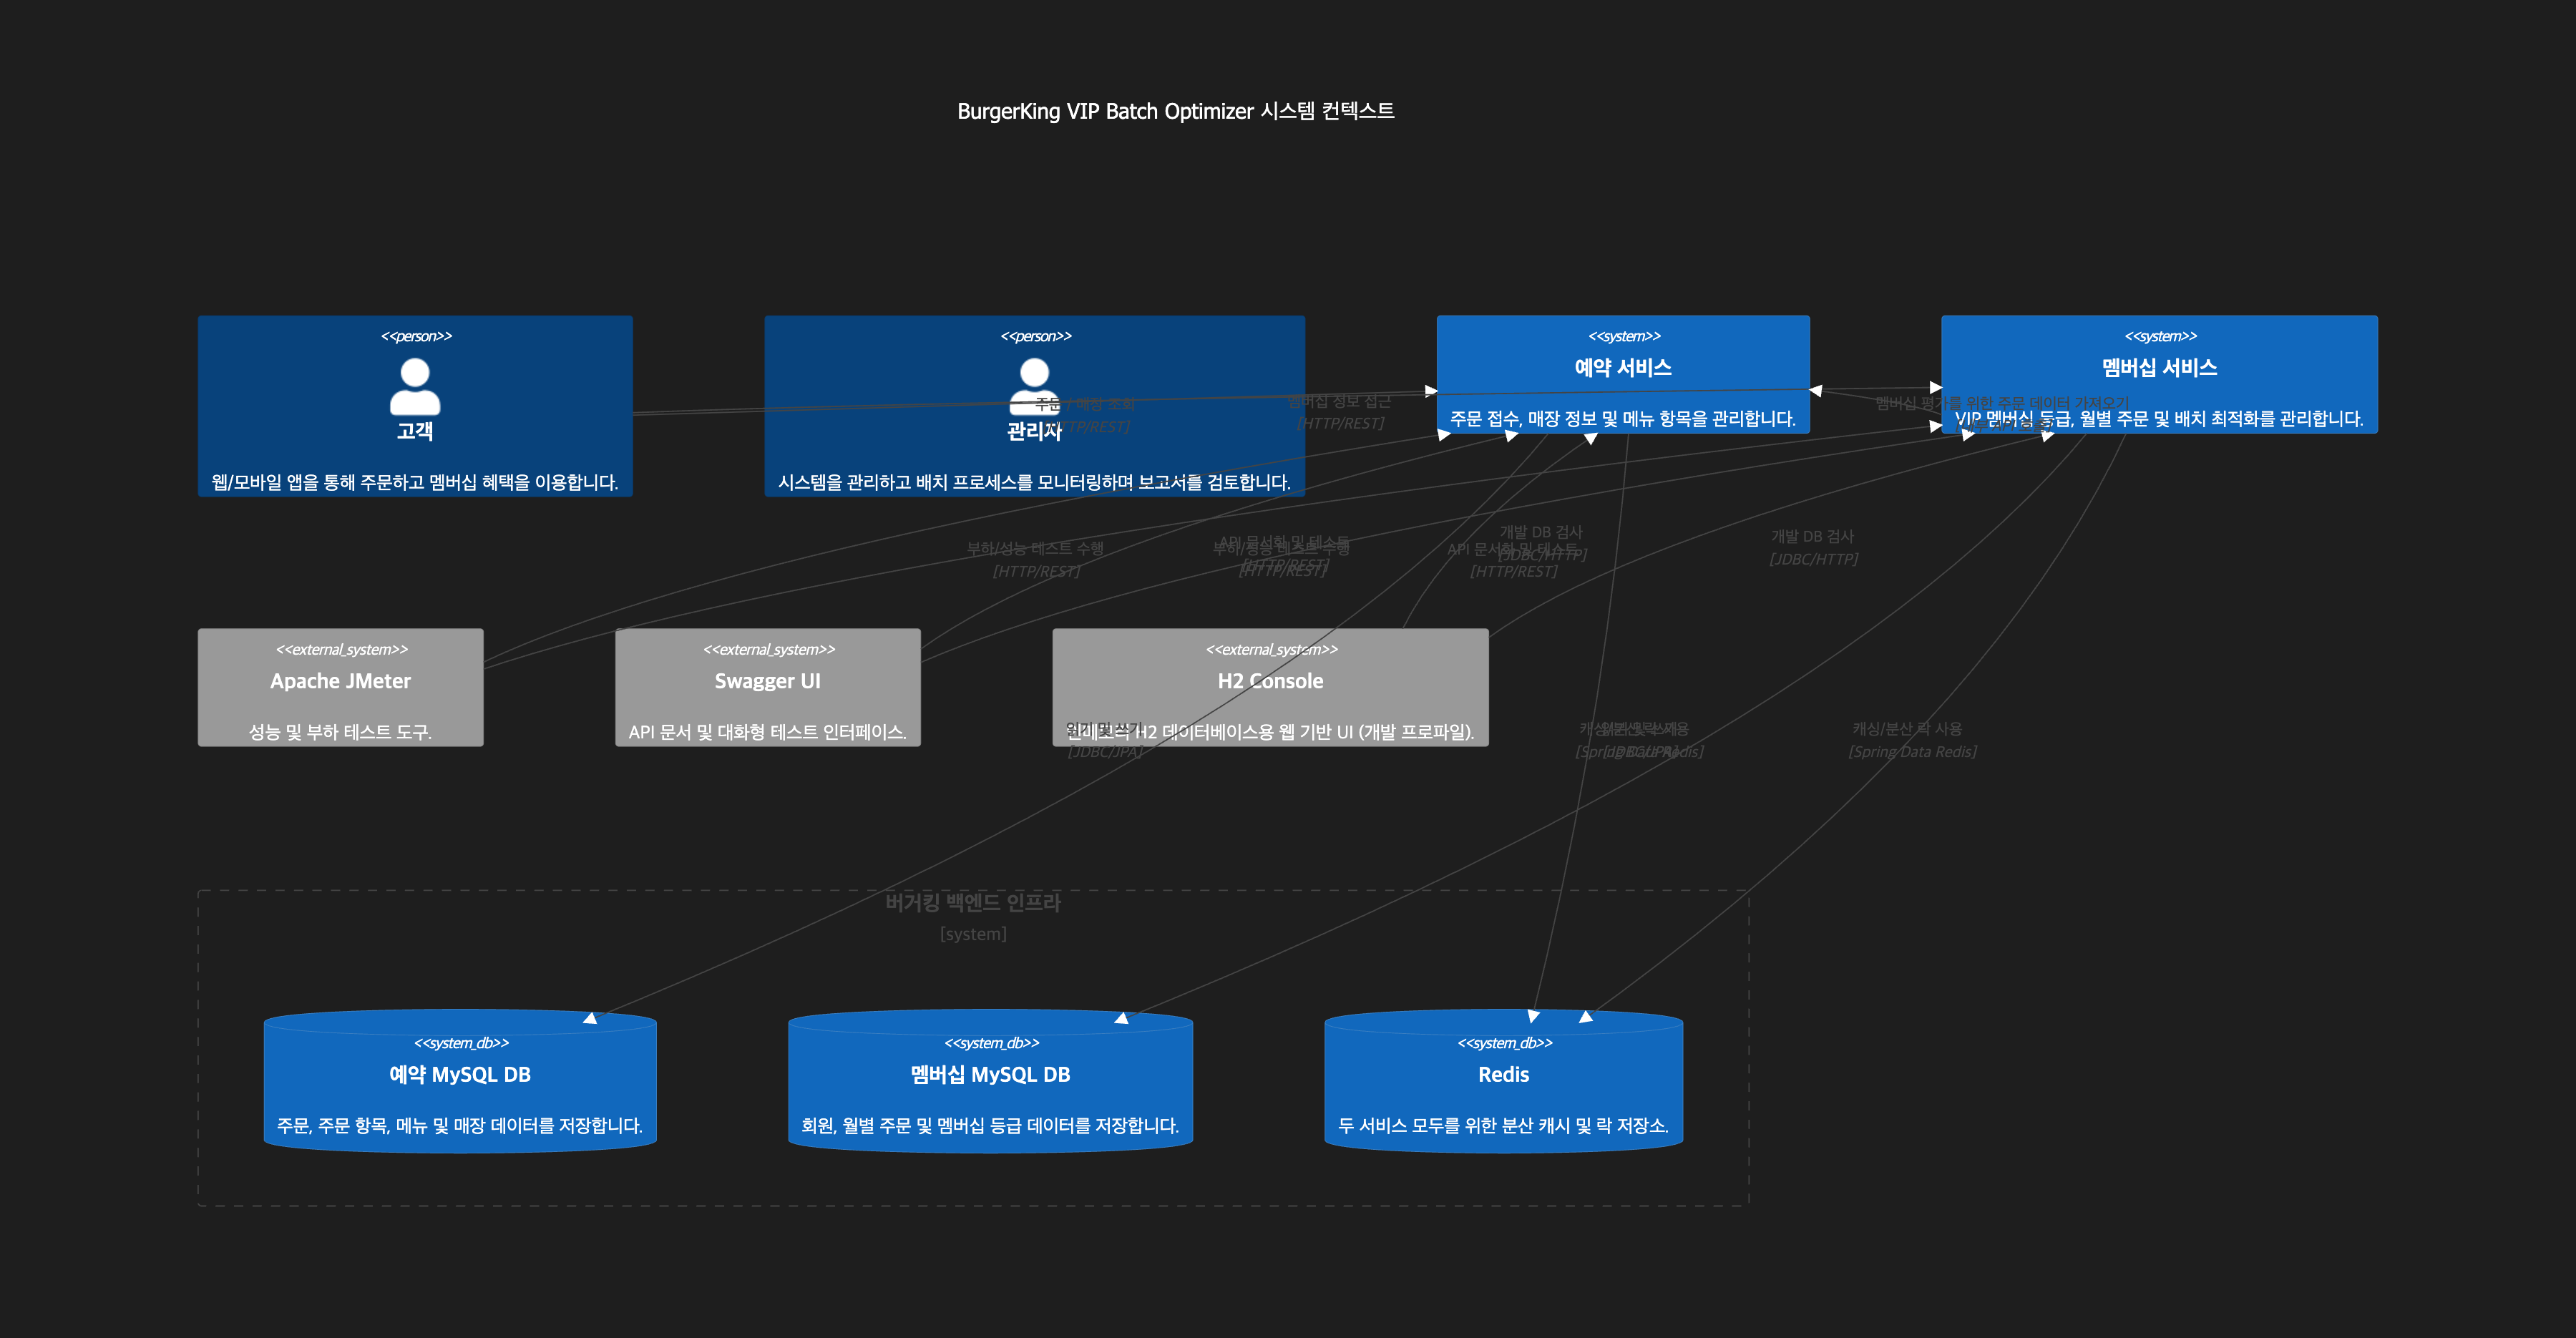 BurgerKing VIP Batch Optimizer 시스템 컨텍스트
<<person>>
고객
웹/모바일 앱을 통해 주문하고 멤버십 혜택을 이용합니다.
<<person>>
관리자
시스템을 관리하고 배치 프로세스를 모니터링하며 보고서를 검토합니다.
<<system>>
예약 서비스
주문 접수, 매장 정보 및 메뉴 항목을 관리합니다.
<<system>>
멤버십 서비스
VIP 멤버십 등급, 월별 주문 및 배치 최적화를 관리합니다.
주문 / 매장 조회
[HTTP/REST]
멤버십 정보 접근
[HTTP/REST]
멤버십 평가를 위한 주문 데이터 가져오기
부하/성능 테스트 수행
[HTTP/REST]
부하/성능 테스트 수행
[HTTP/REST]
API 문서화 및 테스트
[HTTP/REST]
API 문서화 및 테스트
[HTTP/REST]
개발 DB 검사
[JDBC/HTTP]
개발 DB 검사
[JDBC/HTTP]
<<external_system>>
Apache JMeter
성능 및 부하 테스트 도구.
<<external_system>>
Swagger UI
API 문서 및 대화형 테스트 인터페이스.
<<external_system>>
H2 Console
인메모리 H2 데이터베이스용 웹 기반 UI (개발 프로파일).
읽기 및 쓰기
[JDBC/JPA]
캐싱/분산 락 사용
[Spring Data Redis]
읽기 및 쓰기
[JDBC/JPA]
캐싱/분산 락 사용
[Spring Data Redis]
버거킹 백엔드 인프라
[system]
<<system_db>>
예약 MySQL DB
주문, 주문 항목, 메뉴 및 매장 데이터를 저장합니다.
<<system_db>>
멤버십 MySQL DB
회원, 월별 주문 및 멤버십 등급 데이터를 저장합니다.
<<system_db>>
Redis
두 서비스 모두를 위한 분산 캐시 및 락 저장소.